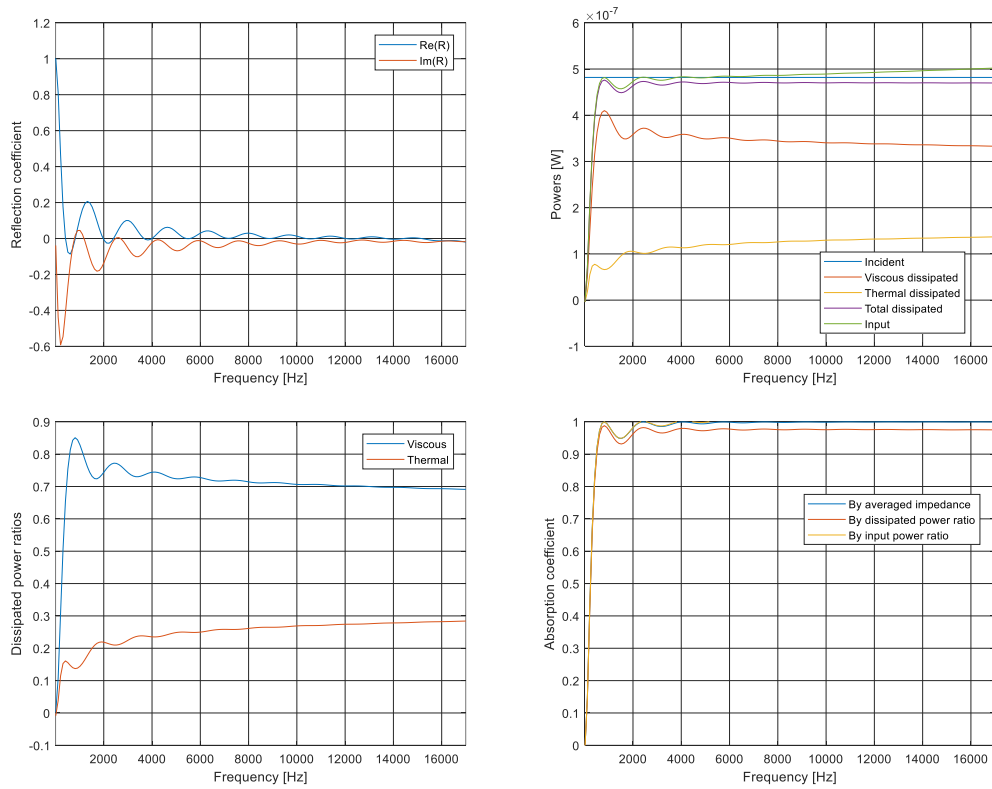 1.2
1
0.8
0.6
0.4
0.2
0
-0.2
-0.4
-0.6
Reflection coefficient
Re(R)
Im(R)
2000 4000 6000 8000 10000 12000 14000 16000
Frequency [Hz]
×10-7
6
5
4
3
2
1
0
-1
Powers [W]
Incident
Viscous dissipated
Thermal dissipated
Total dissipated
Input
2000 4000 6000 8000 10000 12000 14000 16000
Frequency [Hz]
0.9
0.8
0.7
0.6
0.5
0.4
0.3
0.2
0.1
0
-0.1
Dissipated power ratios
Viscous
Thermal
2000 4000 6000 8000 10000 12000 14000 16000
Frequency [Hz]
1
0.9
0.8
0.7
0.6
0.5
0.4
0.3
0.2
0.1
0
Absorption coefficient
By averaged impedance
By dissipated power ratio
By input power ratio
2000 4000 6000 8000 10000 12000 14000 16000
Frequency [Hz]